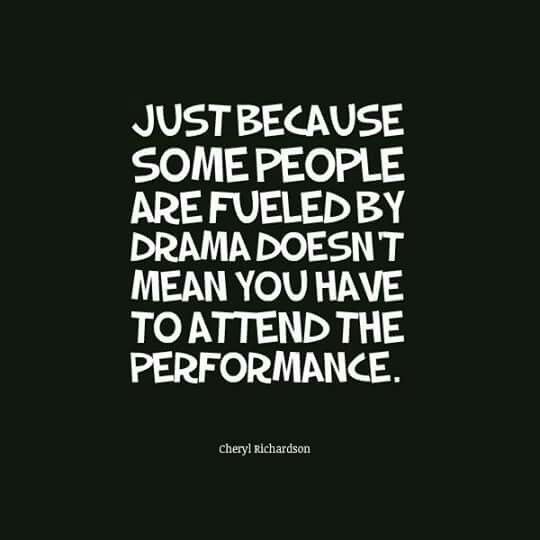 JUST BECAUSE
SOME PEOPLE
ARE FUELED BY
DRAMA DOESN'T
MEAN YOU HAVE
TO ATTEND THE
PERFORMANCE.
Cheryl Richardson